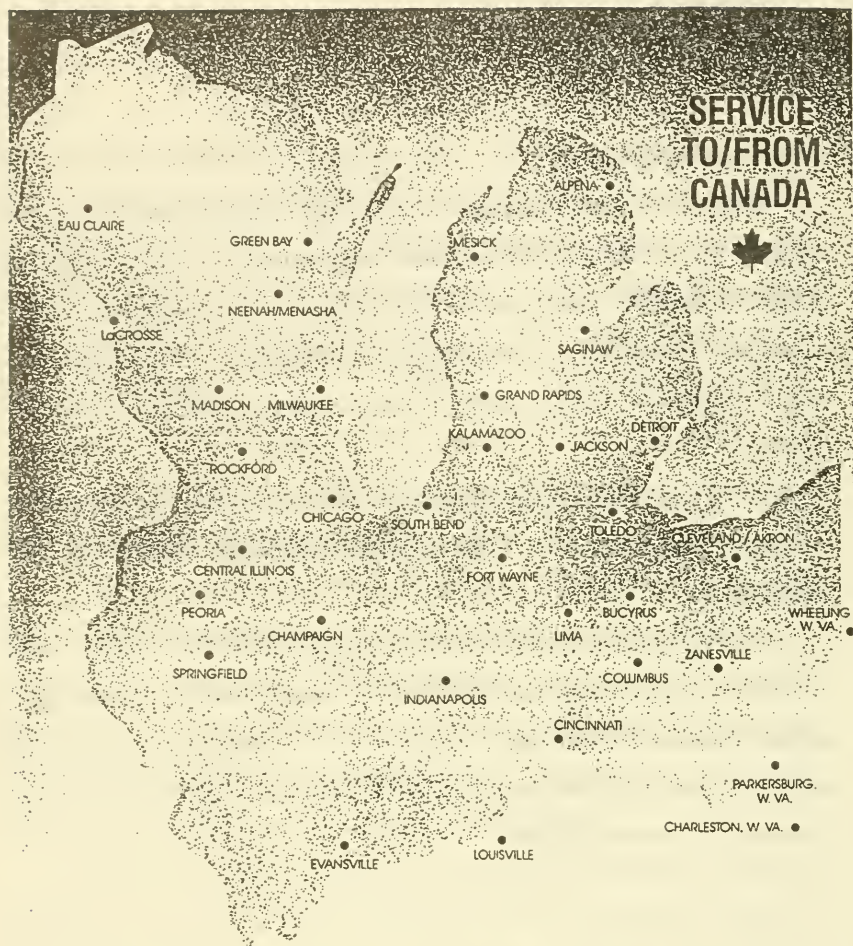 SERVICE
TO/FROM
CANADA
ALPENA
EAU CLAIRE
GREEN BAY
MESICK
NEENAH/MENASHA
LaCROSSE
SAGINAW
MADISON
MILWAUKEE
GRAND RAPIDS
KALAMAZOO
JACKSON
DETROIT
ROCKFORD
CHICAGO
SOUTH BEND
TOLEDO
CLEVELAND / AKRON
CENTRAL ILLINOIS
FORT WAYNE
PEORIA
CHAMPAIGN
LIMA
BUCYRUS
WHEELING
W. VA.
SPRINGFIELD
INDIANAPOLIS
COLUMBUS
ZANESVILLE
CINCINNATI
PARKERSBURG,
W. VA.
CHARLESTON, W VA.
EVANSVILLE
LOUISVILLE